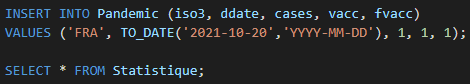 INSERT INTO Pandemic (iso3, ddate, cases, vacc, fvacc)
VALUES ('FRA', TO_DATE('2021-10-20','YYYY-MM-DD'), 1, 1, 1);
SELECT * FROM Statistique;